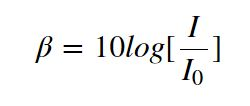 β = 10log[I/I₀]